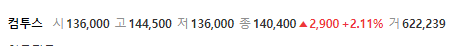 컴투스 시 136,000 고 144,500 저 136,000 종 140,400 ▲2,900 +2.11% 거 622,239